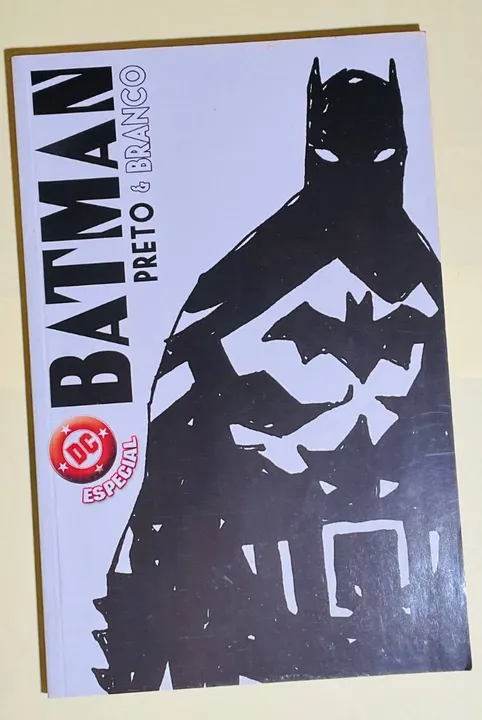 BATMAN
PRETO & BRANCO
DC
ESPECIAL